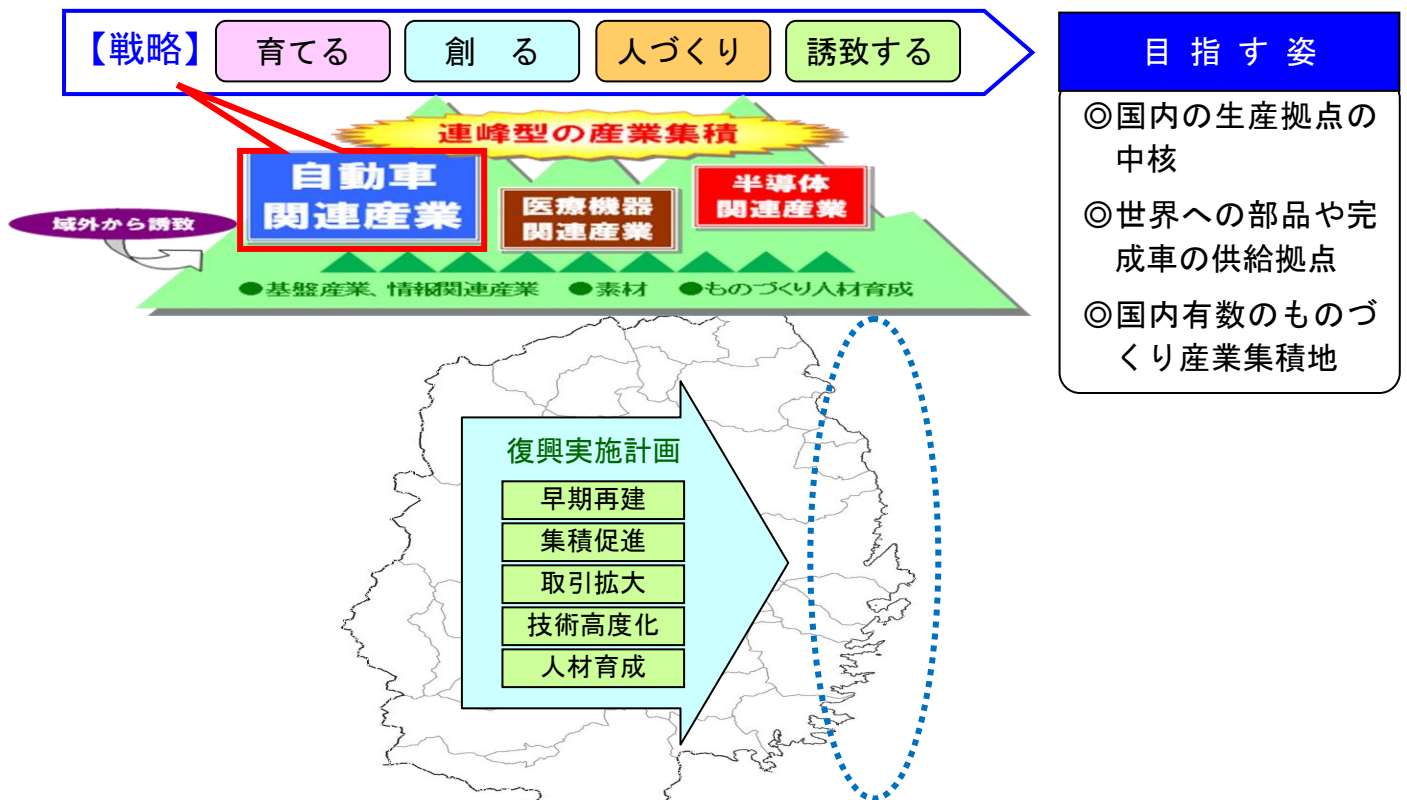 【戦略】 育てる 創 る 人づくり 誘致する
目 指 す 姿
◎国内の生産拠点の
中核
◎世界への部品や完
成車の供給拠点
◎国内有数のものづ
くり産業集積地
連峰型の産業集積
自動車
関連産業
医療機器
関連産業
半導体
関連産業
域外から誘致
●基盤産業、情報関連産業 ●素材 ●ものづくり人材育成
復興実施計画
早期再建
集積促進
取引拡大
技術高度化
人材育成